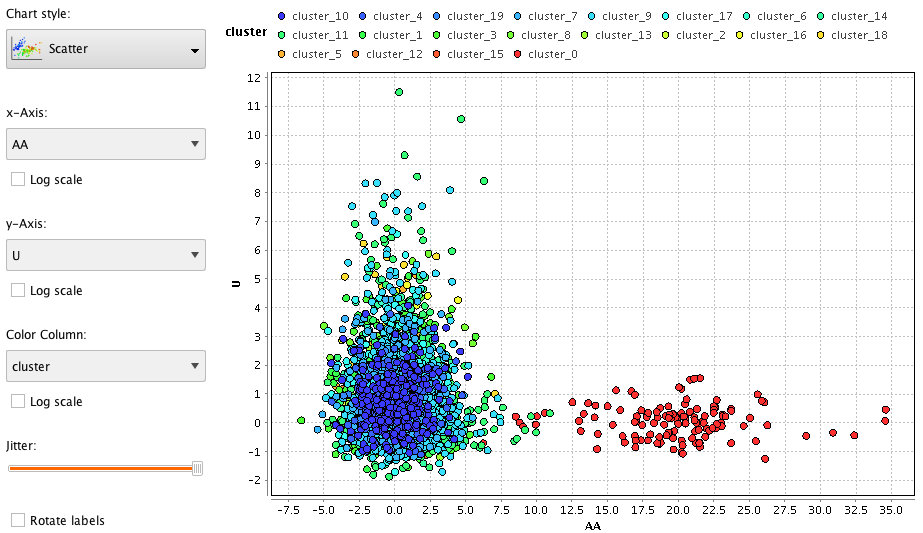 Chart style:
Scatter
x-Axis:
AA
Log scale
y-Axis:
U
Log scale
Color Column:
cluster
Log scale
Jitter:
Rotate labels
cluster
cluster_10 cluster_4 cluster_19 cluster_7 cluster_9 cluster_17 cluster_6 cluster_14
cluster_11 cluster_1 cluster_3 cluster_8 cluster_13 cluster_2 cluster_16 cluster_18
cluster_5 cluster_12 cluster_15 cluster_0
12
11
10
9
8
7
6
5
4
3
2
1
0
-1
-2
U
-7.5 -5.0 -2.5 0.0 2.5 5.0 7.5 10.0 12.5 15.0 17.5 20.0 22.5 25.0 27.5 30.0 32.5 35.0
AA